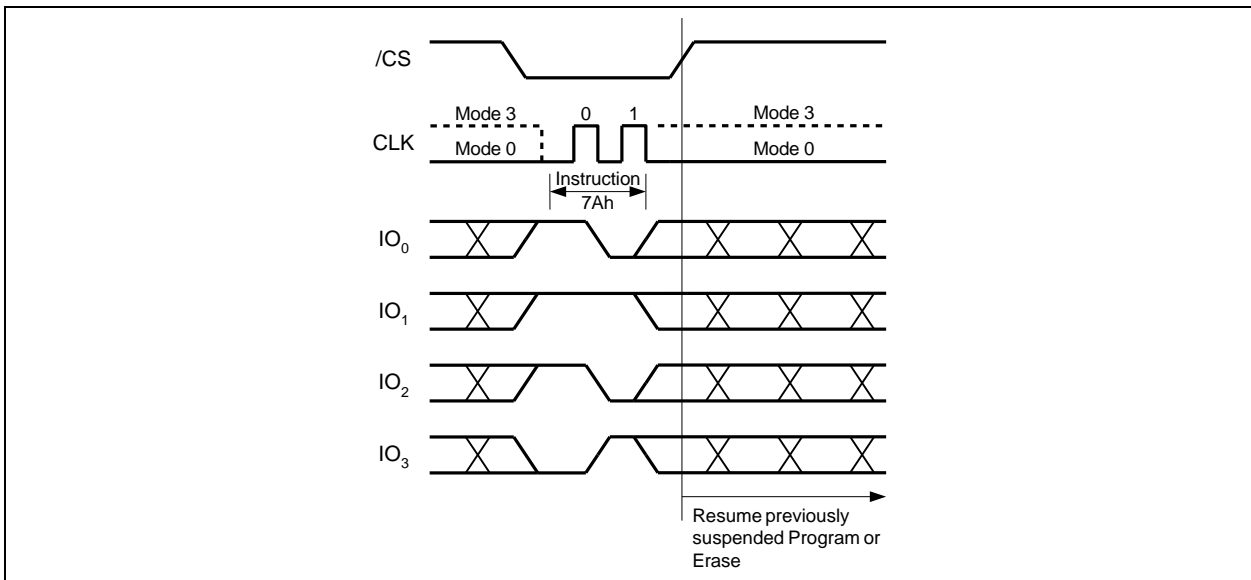 /CS
Mode 3 0 1 Mode 3
CLK
Mode 0 Mode 0
Instruction
7Ah
IO0
IO1
IO2
IO3
Resume previously
suspended Program or
Erase